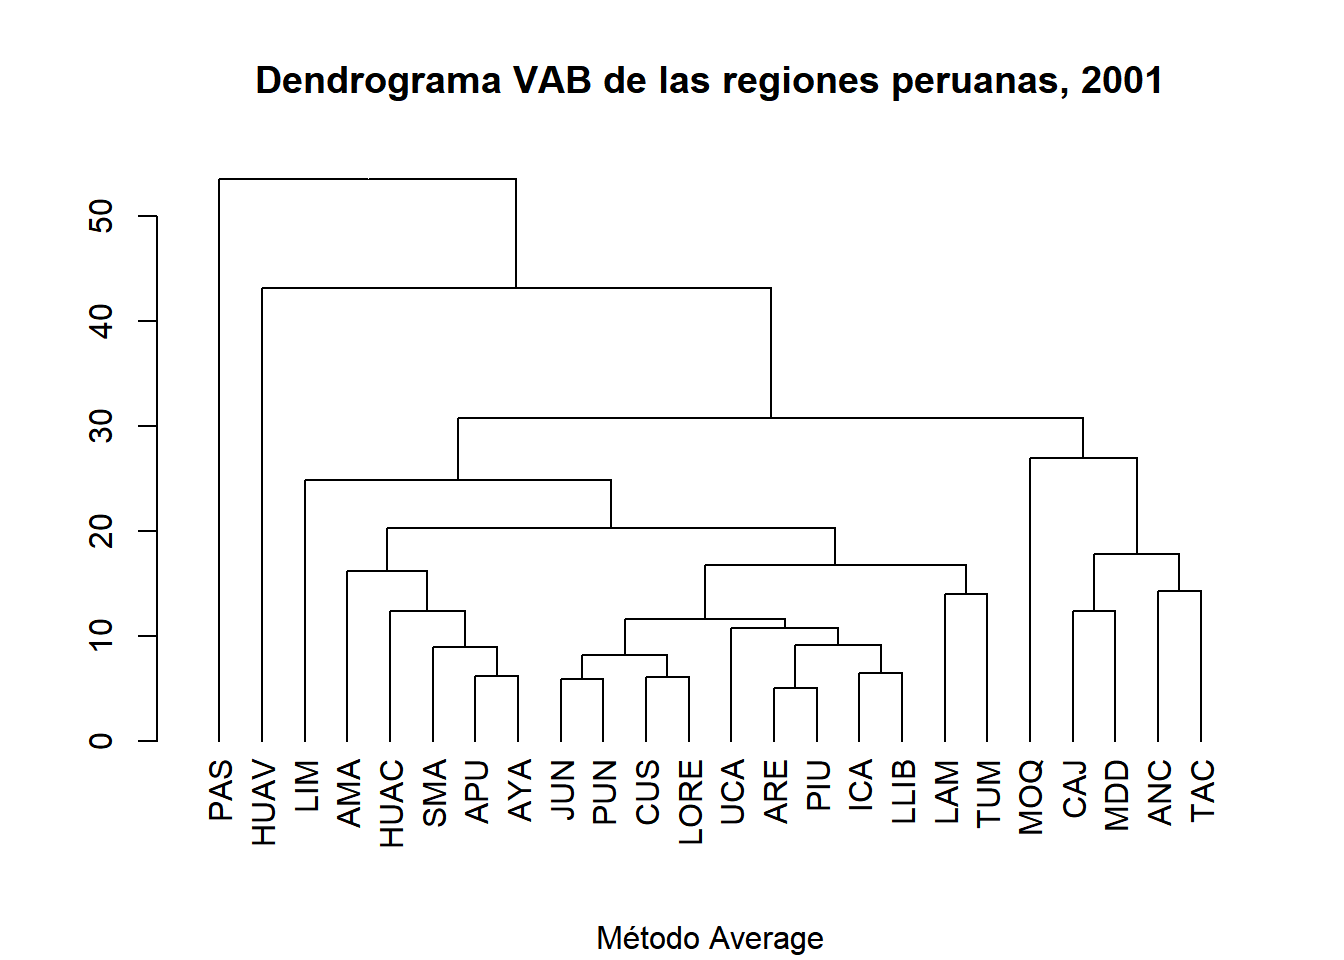 Dendrograma VAB de las regiones peruanas, 2001
50
40
30
20
10
0
PAS
HUAV
LIM
AMA
HUAC
SMA
APU
AYA
JUN
PUN
CUS
LORE
UCA
ARE
PIU
ICA
LLIB
LAM
TUM
MOQ
CAJ
MDD
ANC
TAC
Método Average